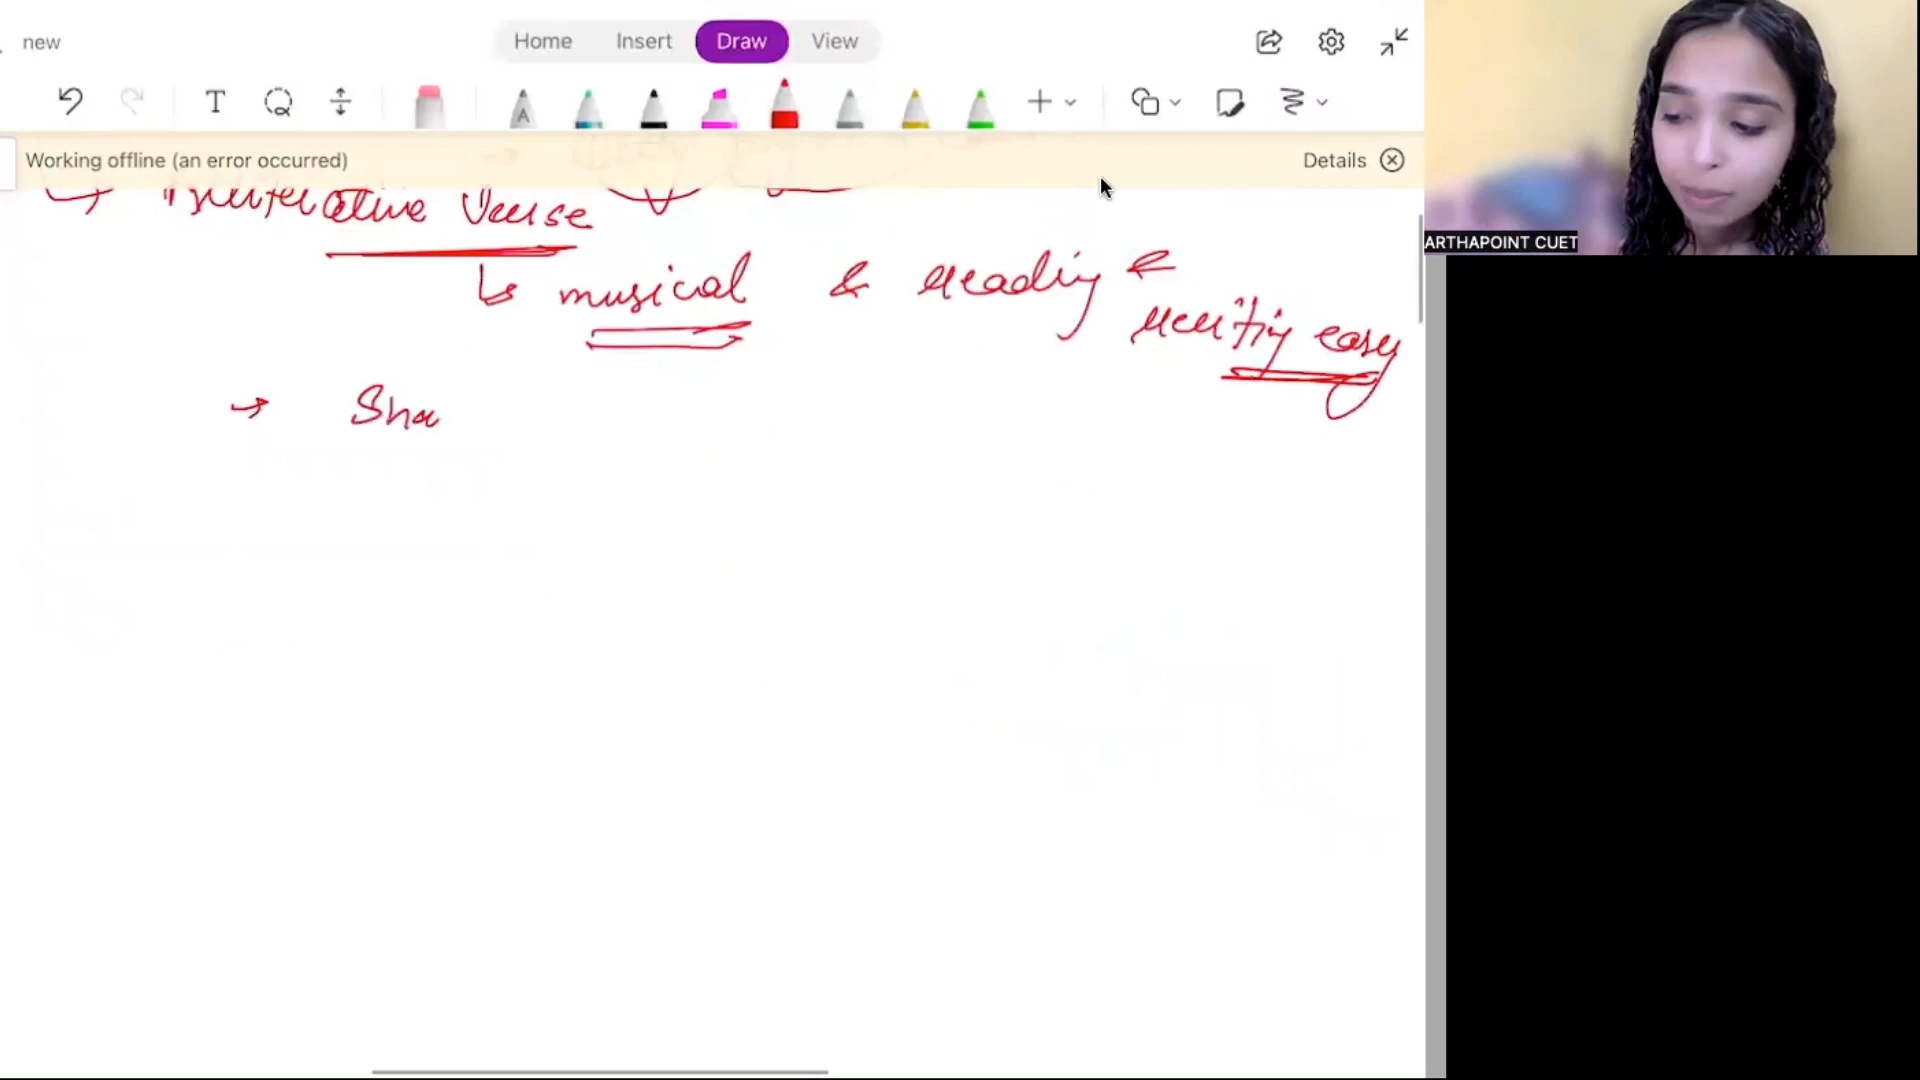 new
Home Insert Draw View
T
A
Working offline (an error occurred) Details
ARTHAPOINT CUET
Verse
musical & reading &
easy
→ Sha